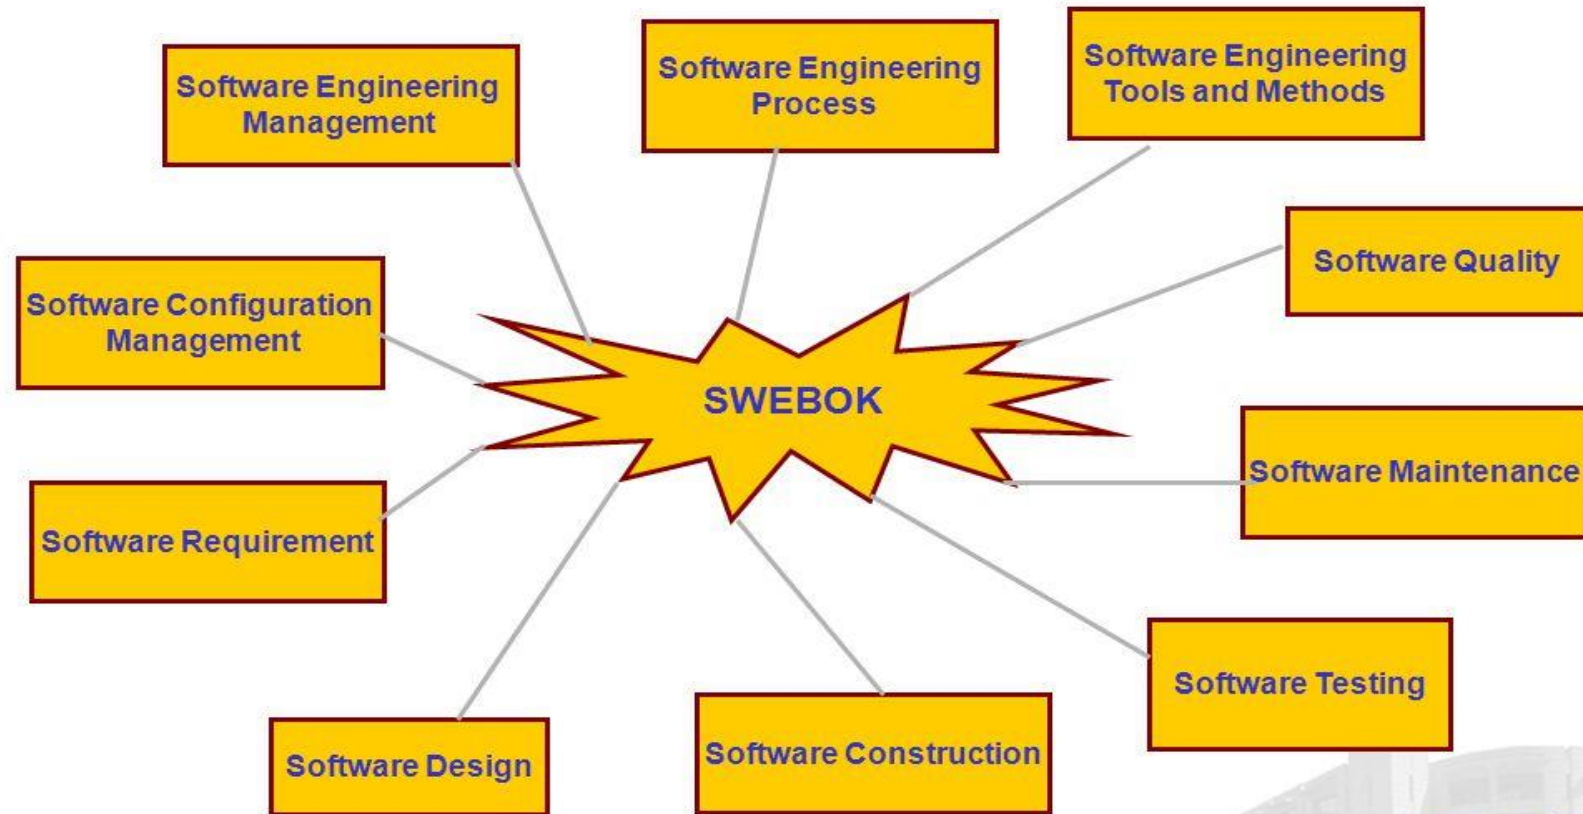 Software Engineering
Management
Software Engineering
Process
Software Engineering
Tools and Methods
Software Quality
Software Configuration
Management
SWEBOK
Software Maintenance
Software Requirement
Software Testing
Software Design
Software Construction